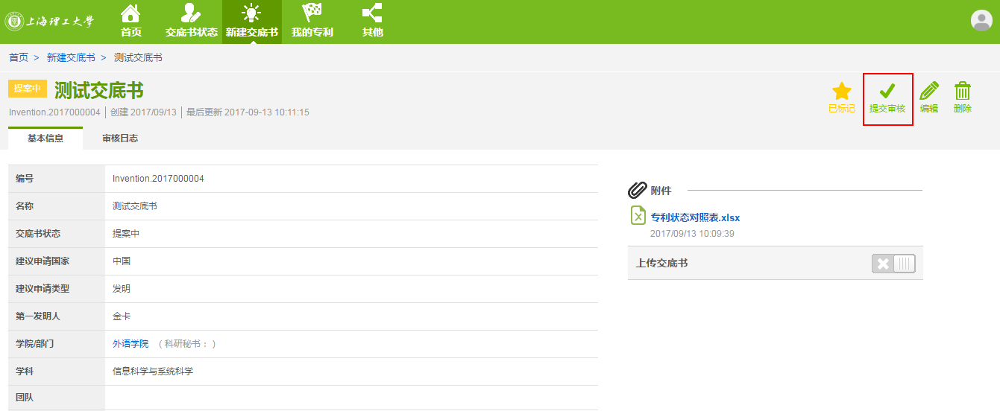 上海理工大学
首页 交底书状态 新建交底书 我的专利 其他
首页 > 新建交底书 > 测试交底书
提案中 测试交底书
已标记 提交审核 编辑 删除
Invention.2017000004 创建 2017/09/13 最后更新 2017-09-13 10:11:15
基本信息 审核日志
编号 Invention.2017000004
名称 测试交底书
交底书状态 提案中
建议申请国家 中国
建议申请类型 发明
第一发明人 金卡
学院/部门 外语学院 ( 科研秘书： )
学科 信息科学与系统科学
团队
附件
专利状态对照表.xlsx
2017/09/13 10:09:39
上传交底书